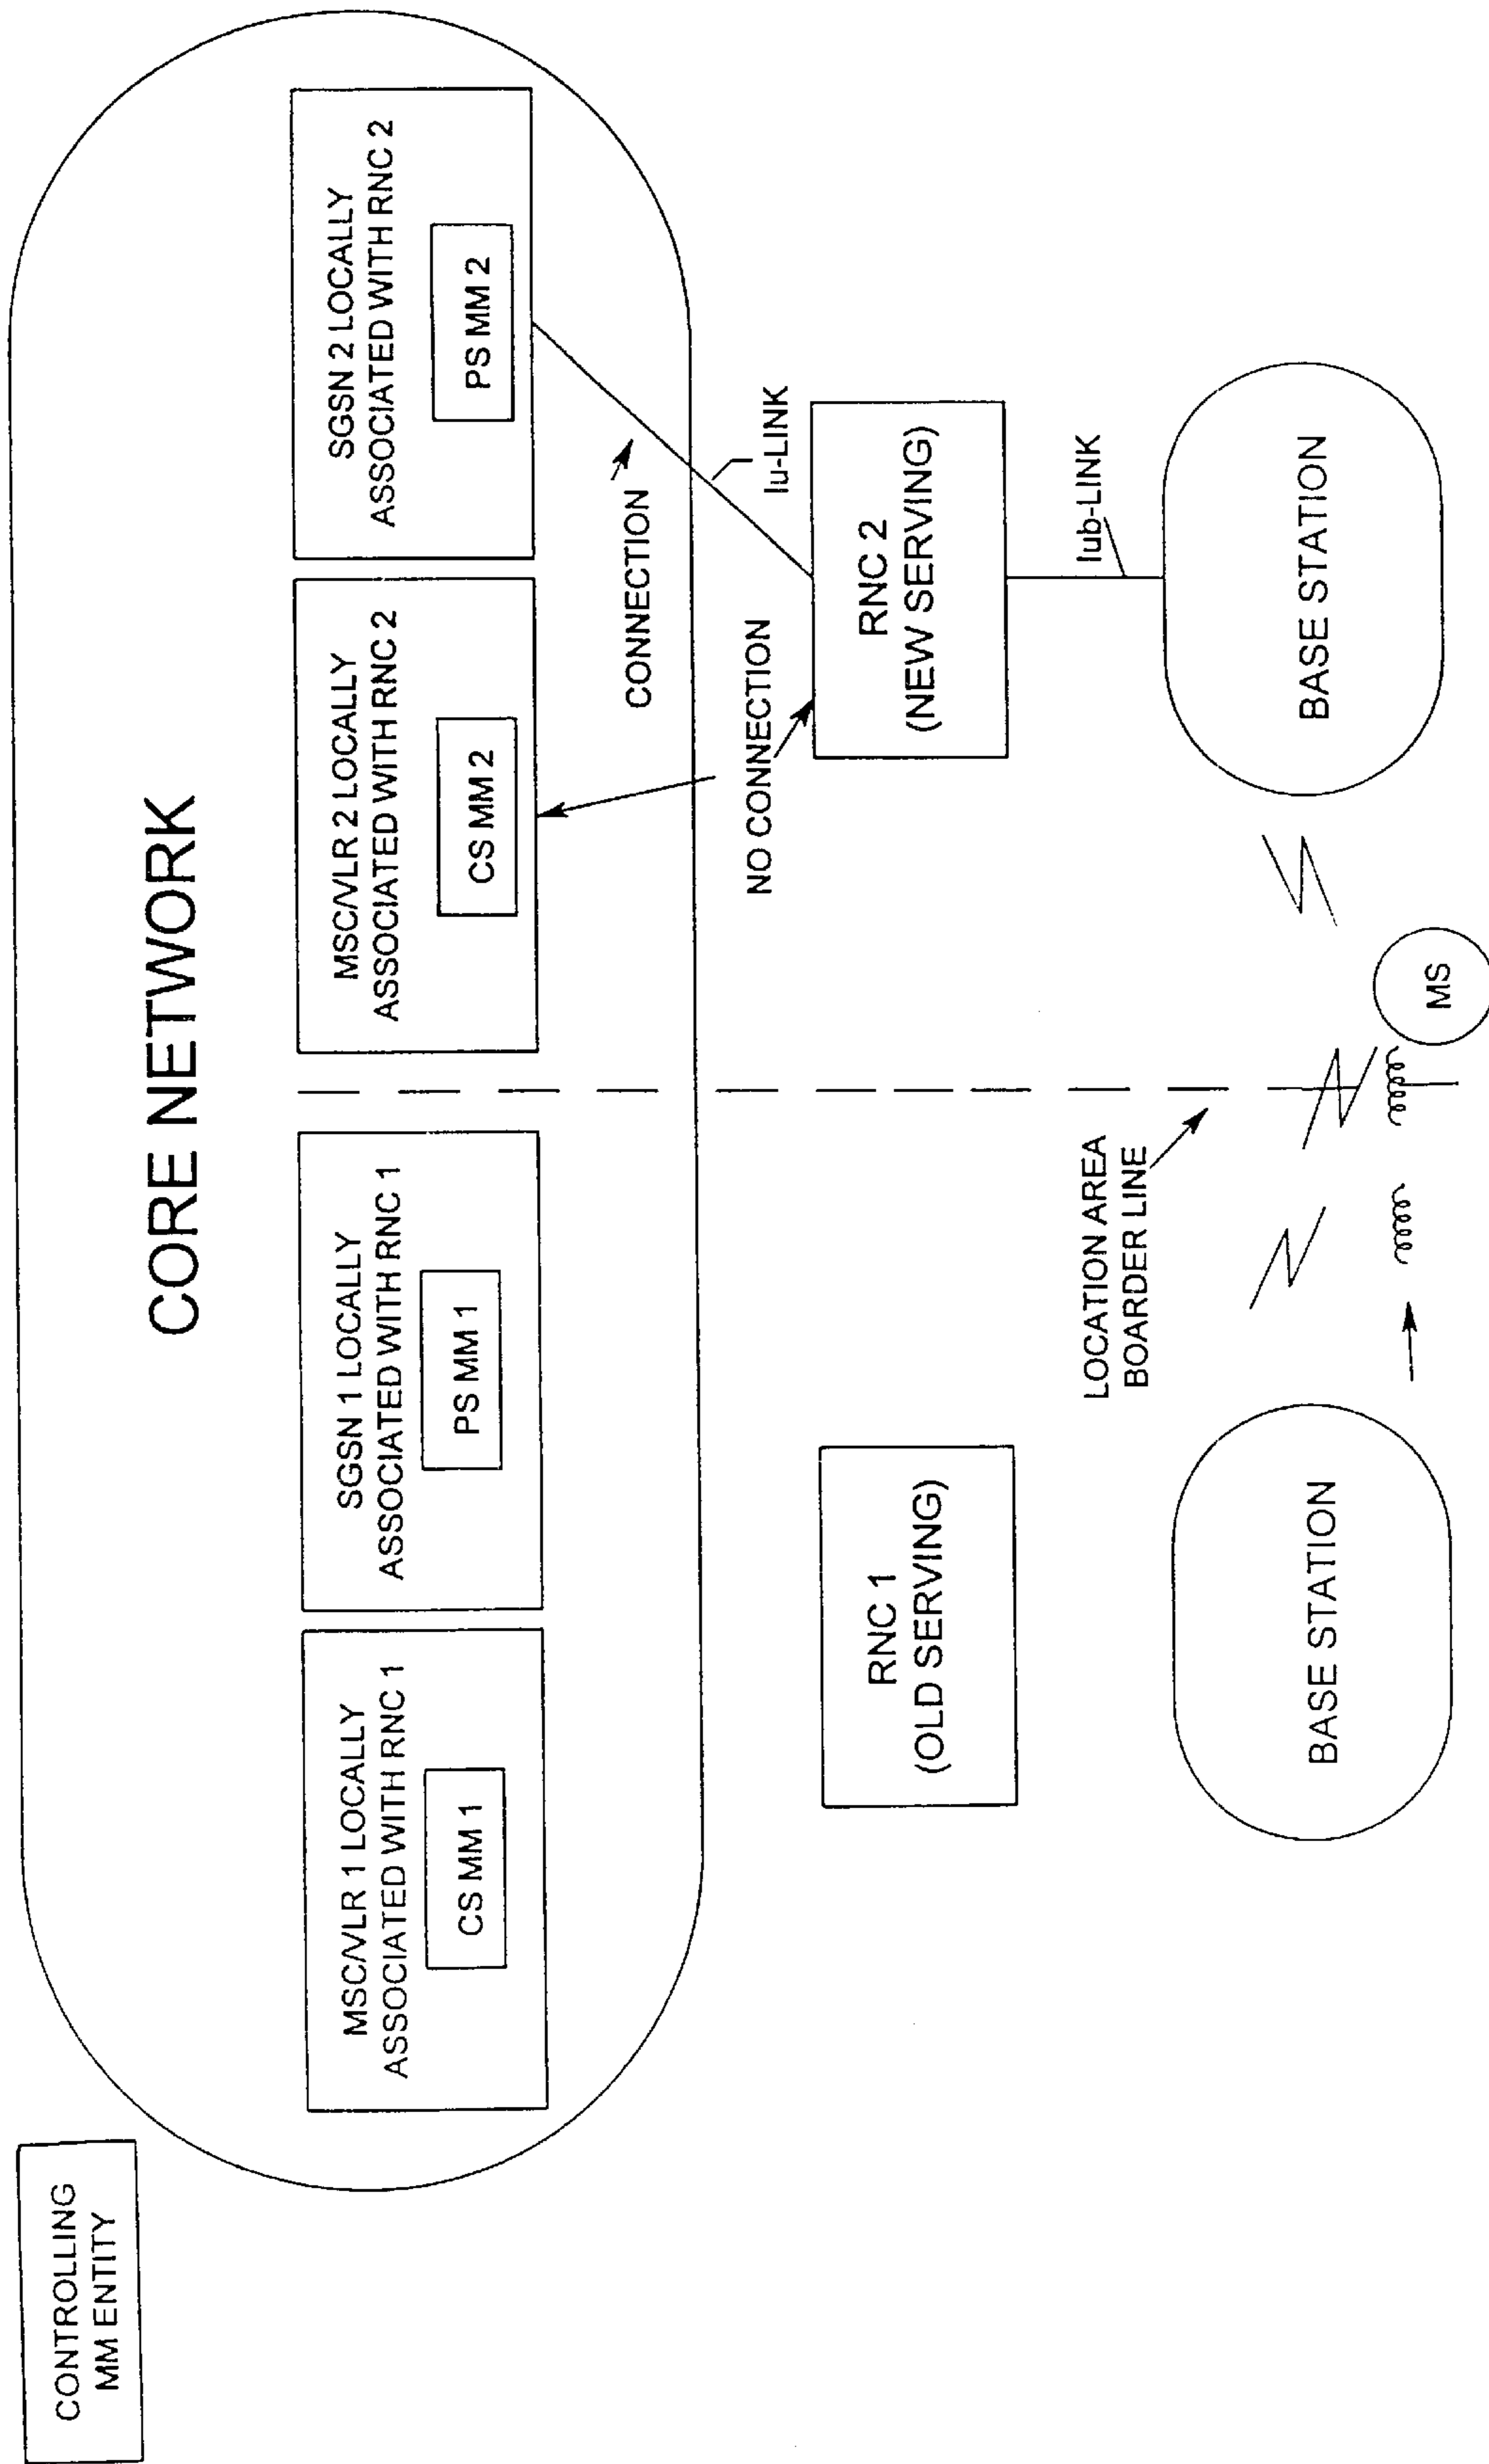 CONTROLLING
MM ENTITY
CORE NETWORK
MSC/VLR 1 LOCALLY
ASSOCIATED WITH RNC 1
CS MM 1
SGSN 1 LOCALLY
ASSOCIATED WITH RNC 1
PS MM 1
MSC/VLR 2 LOCALLY
ASSOCIATED WITH RNC 2
CS MM 2
SGSN 2 LOCALLY
ASSOCIATED WITH RNC 2
PS MM 2
CONNECTION
NO CONNECTION
Iu-LINK
RNC 1
(OLD SERVING)
RNC 2
(NEW SERVING)
LOCATION AREA
BOARDER LINE
Iub-LINK
BASE STATION
BASE STATION
MS